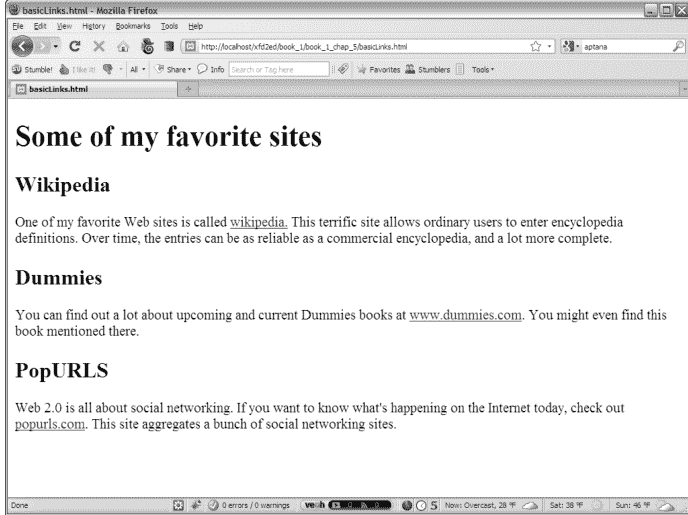 basicLinks.html - Mozilla Firefox
File Edit View History Bookmarks Tools Help
http://localhost/xfd2ed/book_1/book_1_chap_5/basicLinks.html
aptana
Stumble! I like it! All Share Info Search or Tag here Favorites Stumblers Tools
basicLinks.html
Some of my favorite sites
Wikipedia
One of my favorite Web sites is called wikipedia. This terrific site allows ordinary users to enter encyclopedia
definitions. Over time, the entries can be as reliable as a commercial encyclopedia, and a lot more complete.
Dummies
You can find out a lot about upcoming and current Dummies books at www.dummies.com. You might even find this
book mentioned there.
PopURLS
Web 2.0 is all about social networking. If you want to know what's happening on the Internet today, check out
popurls.com. This site aggregates a bunch of social networking sites.
Done 0 errors / 0 warnings veoh 5 Now: Overcast, 28 °F Sat: 38 °F Sun: 46 °F